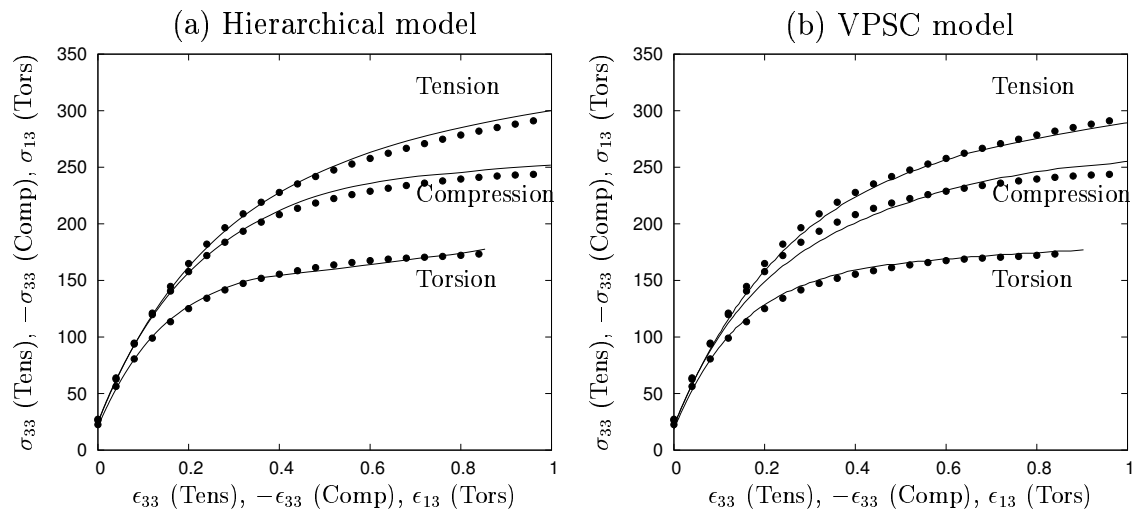 (a) Hierarchical model
σ33 (Tens), −σ33 (Comp), σ13 (Tors)
350
300
250
200
150
100
50
0
Tension
Compression
Torsion
0
0.2
0.4
0.6
0.8
1
ϵ33 (Tens), −ϵ33 (Comp), ϵ13 (Tors)
(b) VPSC model
σ33 (Tens), −σ33 (Comp), σ13 (Tors)
350
300
250
200
150
100
50
0
Tension
Compression
Torsion
0
0.2
0.4
0.6
0.8
1
ϵ33 (Tens), −ϵ33 (Comp), ϵ13 (Tors)